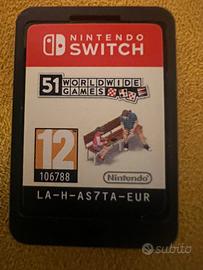 NINTENDO
SWITCH
51 WORLDWIDE
GAMES
12
106788
Nintendo
LA-H-AS7TA-EUR
subito